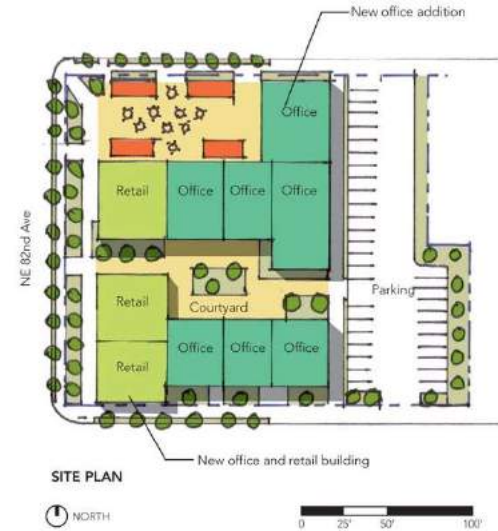 New office addition
Office
Retail
Office
Office
Office
NE 82nd Ave
Retail
Courtyard
Parking
Retail
Office
Office
Office
New office and retail building
SITE PLAN
NORTH
0 25' 50' 100'